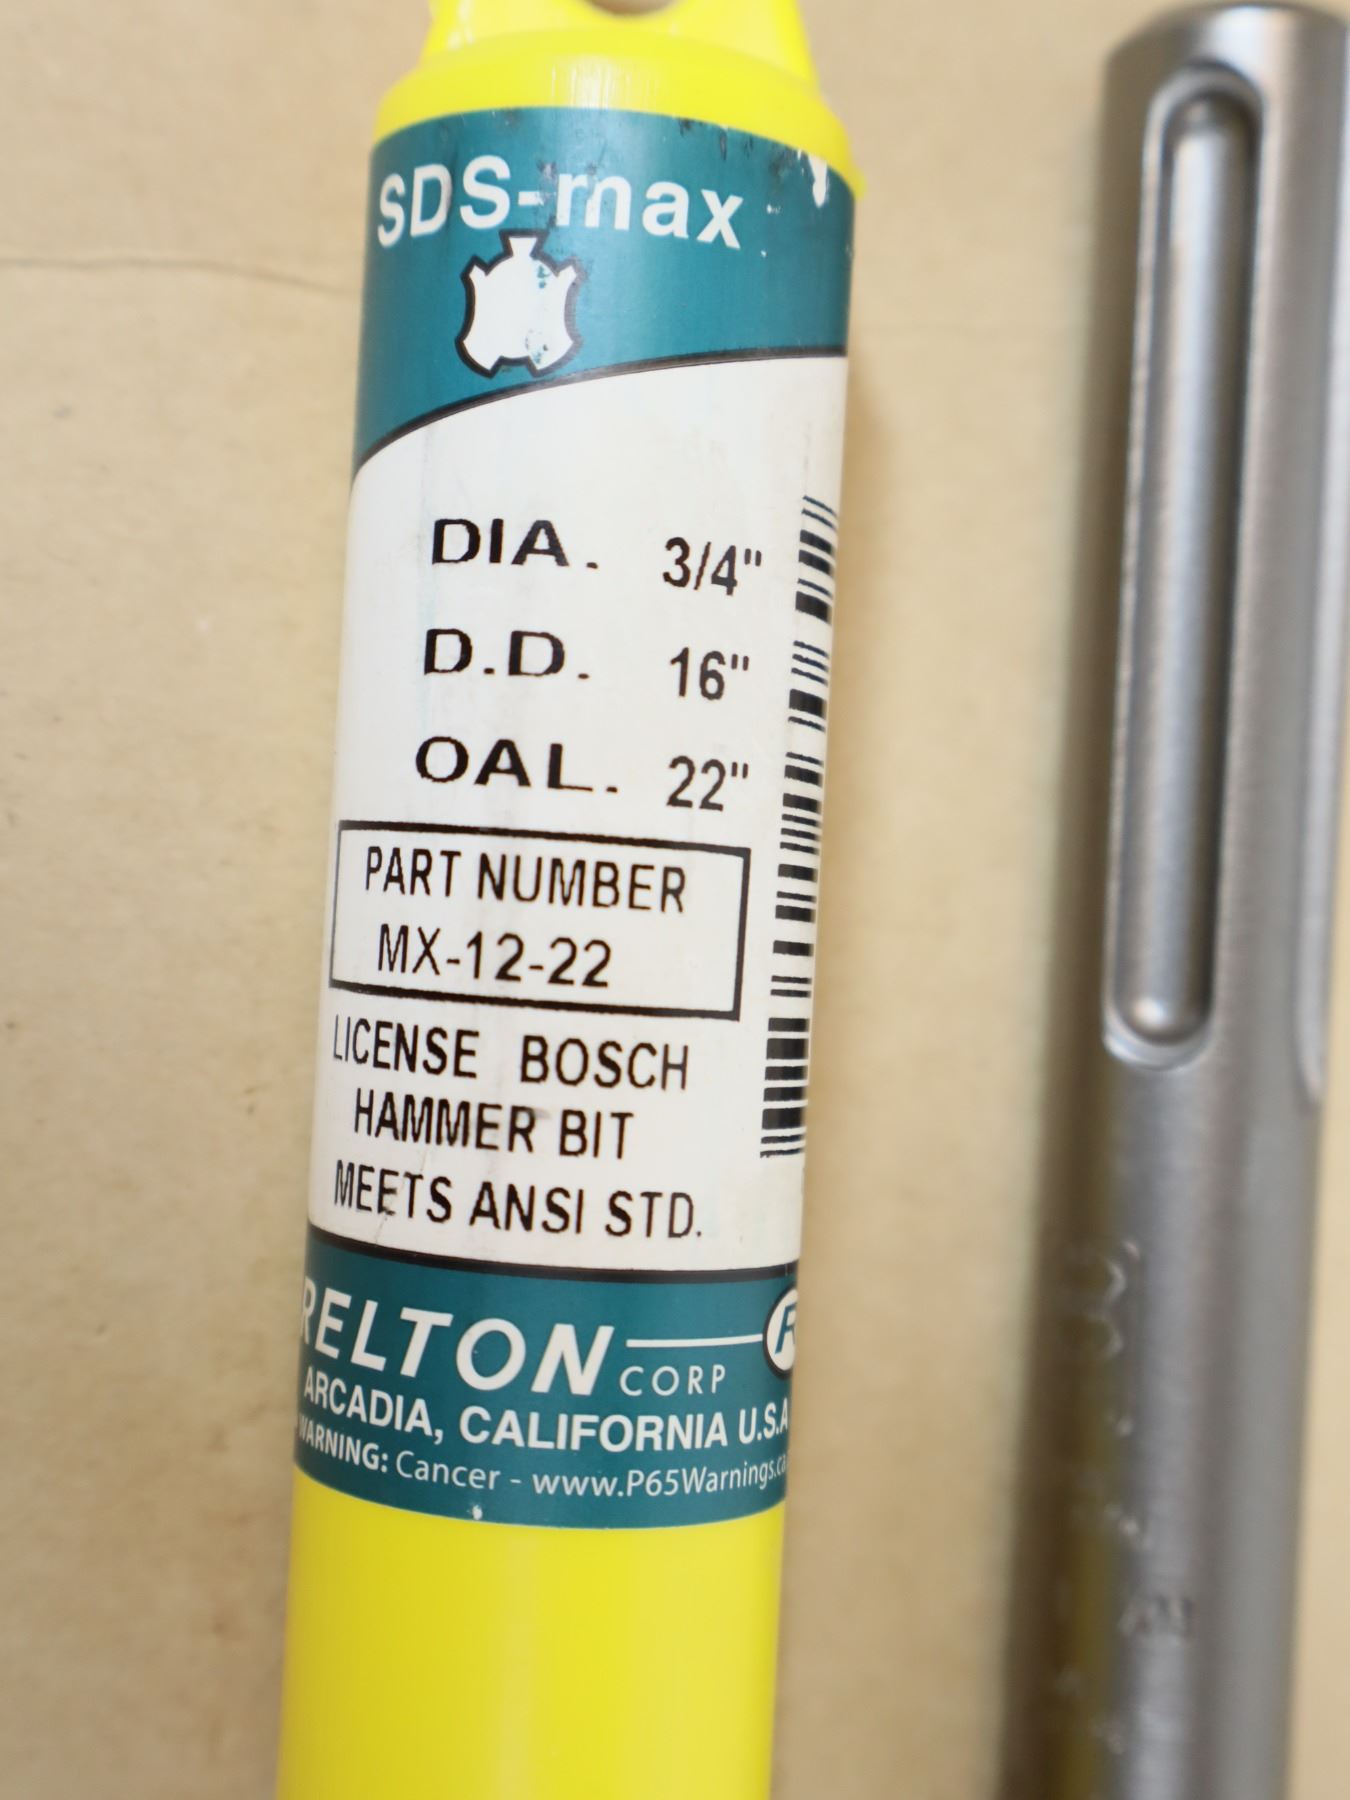 SDS-max
DIA. 3/4"
D.D. 16"
OAL. 22"
PART NUMBER
MX-12-22
LICENSE BOSCH
HAMMER BIT
MEETS ANSI STD.
RELTON CORP R
ARCADIA, CALIFORNIA U.S.A
WARNING: Cancer - www.P65Warnings.ca